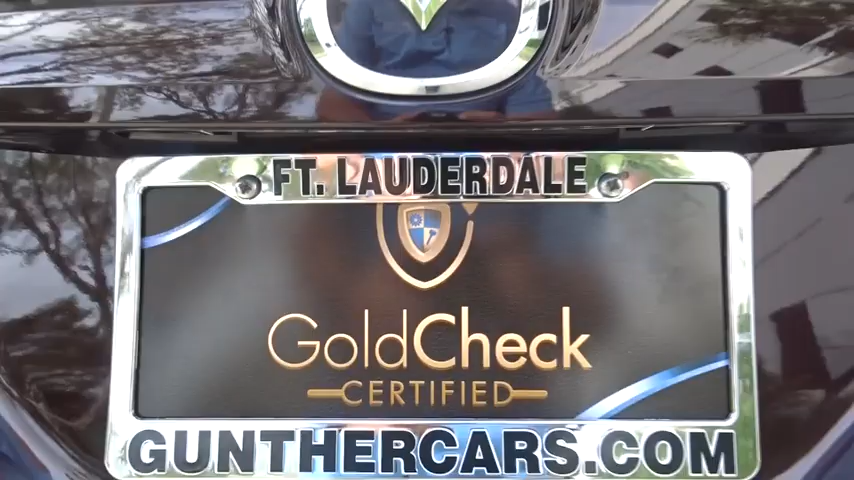 FT. LAUDERDALE
GoldCheck
CERTIFIED
GUNTHERCARS.COM